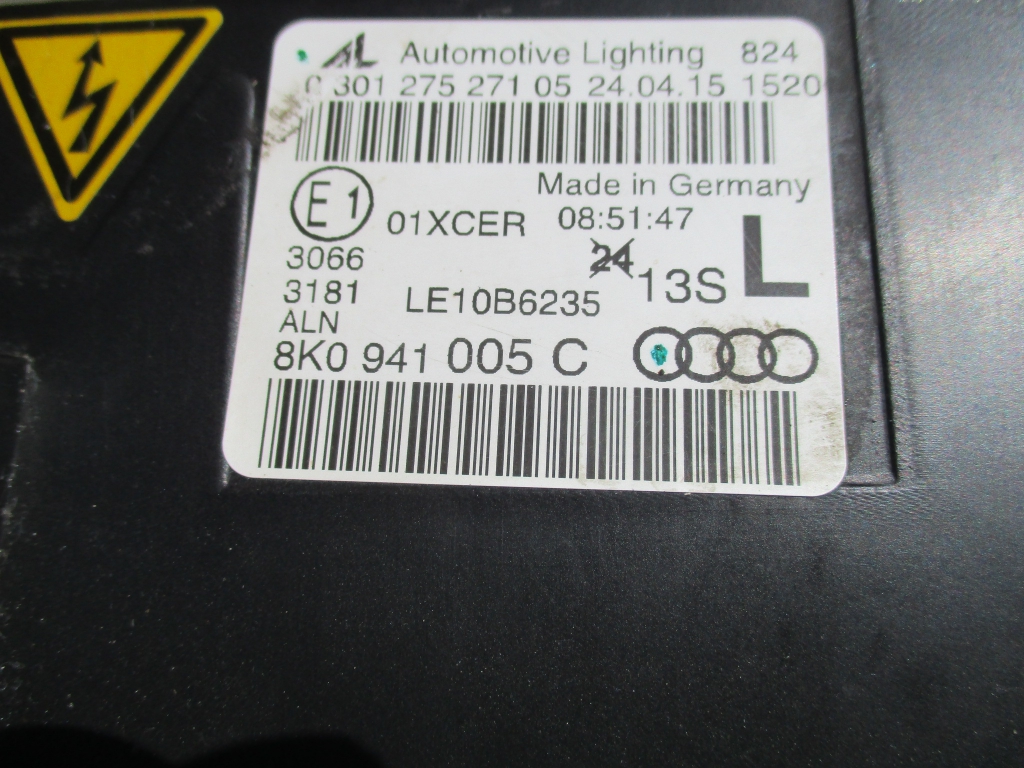 AL Automotive Lighting 824
0 301 275 271 05 24.04.15 1520
Made in Germany
E1 01XCER 08:51:47
3066 24 13S L
3181 LE10B6235
ALN
8K0 941 005 C